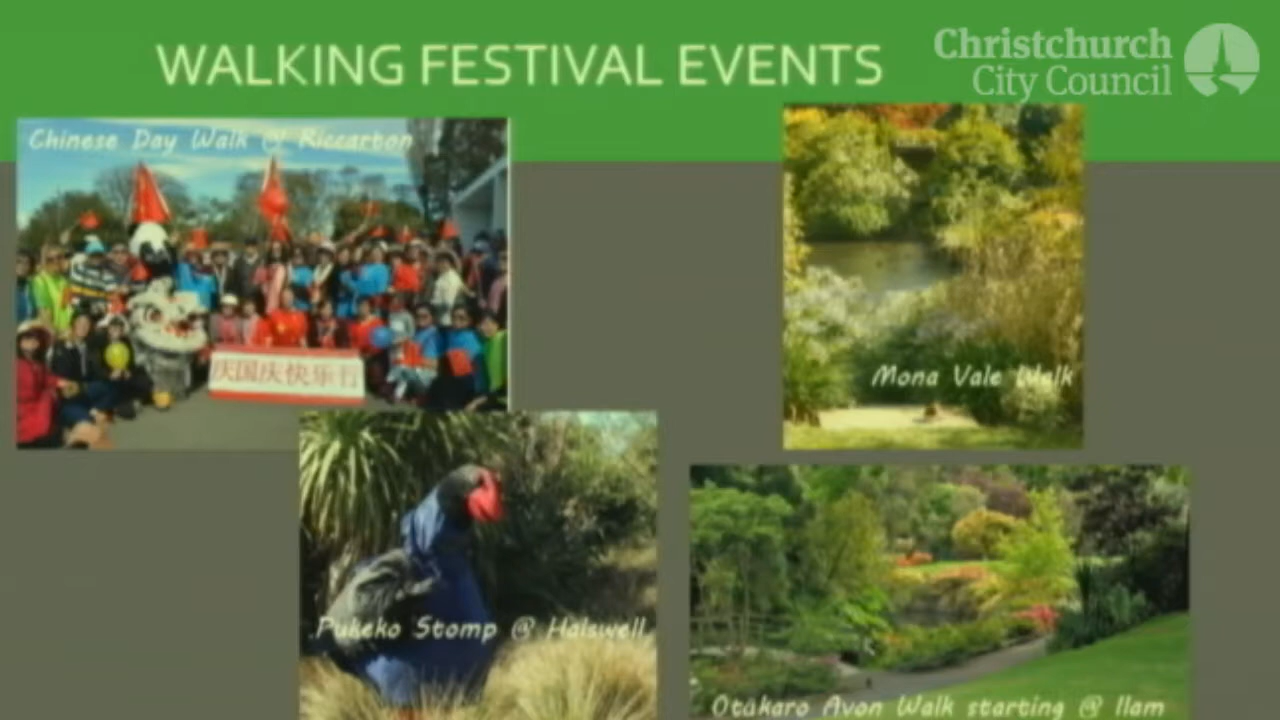 WALKING FESTIVAL EVENTS
Christchurch
City Council
Chinese Day Walk @ Riccarton
庆国庆快乐行
Mona Vale Walk
Pukeko Stomp @ Halswell
Otakaro Avon Walk starting @ 11am